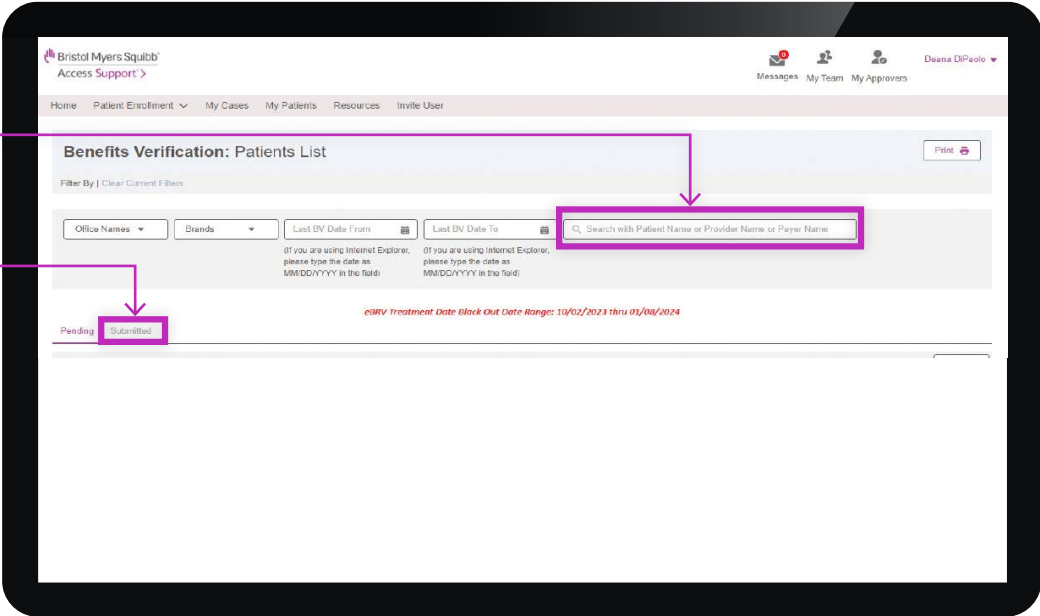 Bristol Myers Squibb™
Access Support®
0
Messages
My Team
My Approvers
Deana DiPaolo
Home Patient Enrollment My Cases My Patients Resources Invite User
Benefits Verification: Patients List
Print
Filter By | Clear Current Filters
Office Names
Brands
Last BV Date From
Last BV Date To
Search with Patient Name or Provider Name or Payer Name
(If you are using Internet Explorer,
please type the date as
MM/DD/YYYY in the field)
(If you are using Internet Explorer,
please type the date as
MM/DD/YYYY in the field)
eBRV Treatment Date Black Out Date Range: 10/02/2023 thru 01/08/2024
Pending Submitted